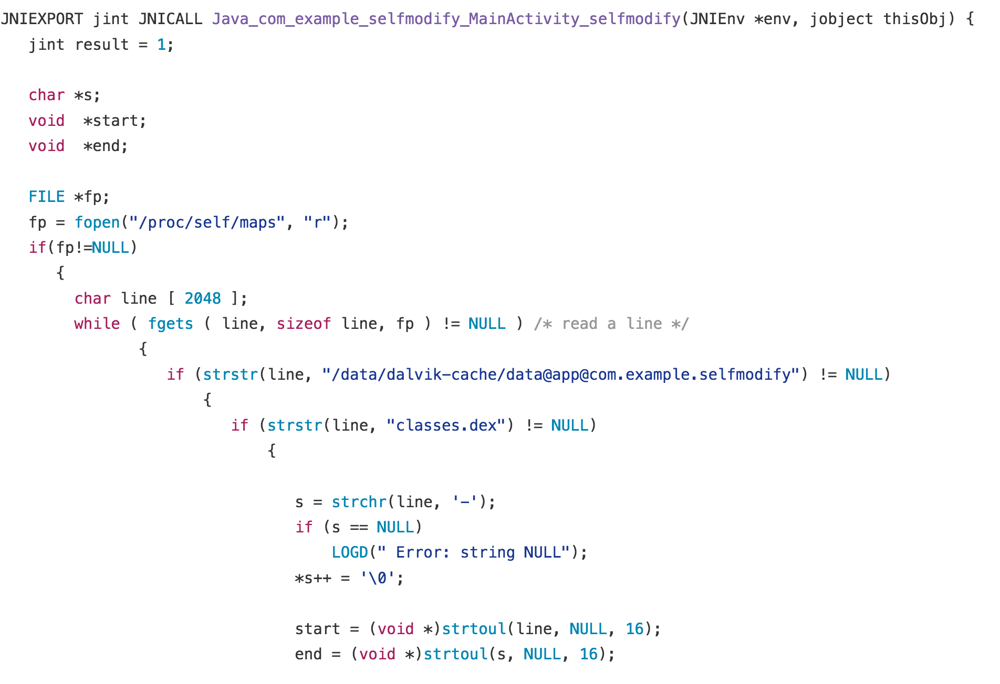 JNIEXPORT jint JNICALL Java_com_example_selfmodify_MainActivity_selfmodify(JNIEnv *env, jobject thisObj) {
   jint result = 1;
   char *s;
   void  *start;
   void  *end;
   FILE *fp;
   fp = fopen("/proc/self/maps", "r");
   if(fp!=NULL)
      {
        char line [ 2048 ];
        while ( fgets ( line, sizeof line, fp ) != NULL ) /* read a line */
               {
                  if (strstr(line, "/data/dalvik-cache/data@app@com.example.selfmodify") != NULL)
                      {
                         if (strstr(line, "classes.dex") != NULL)
                             {
                                s = strchr(line, '-');
                                if (s == NULL)
                                    LOGD(" Error: string NULL");
                                *s++ = '\0';
                                start = (void *)strtoul(line, NULL, 16);
                                end = (void *)strtoul(s, NULL, 16);